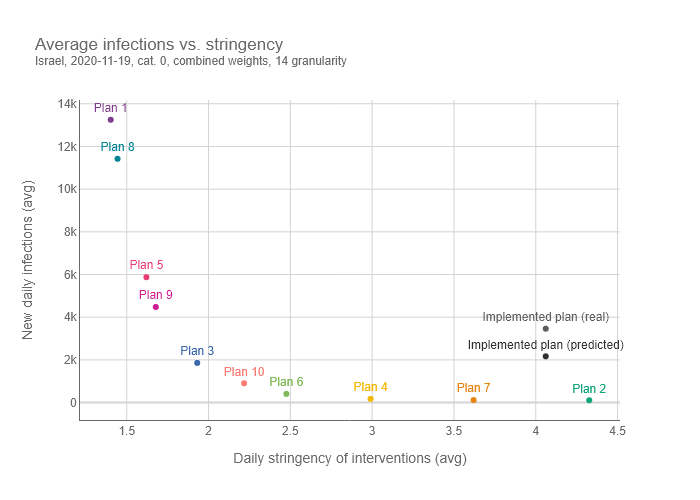 Average infections vs. stringency
Israel, 2020-11-19, cat. 0, combined weights, 14 granularity
New daily infections (avg)
14k
12k
10k
8k
6k
4k
2k
0
Plan 1
Plan 8
Plan 5
Plan 9
Implemented plan (real)
Implemented plan (predicted)
Plan 3
Plan 10
Plan 6
Plan 4
Plan 7
Plan 2
1.5
2
2.5
3
3.5
4
4.5
Daily stringency of interventions (avg)